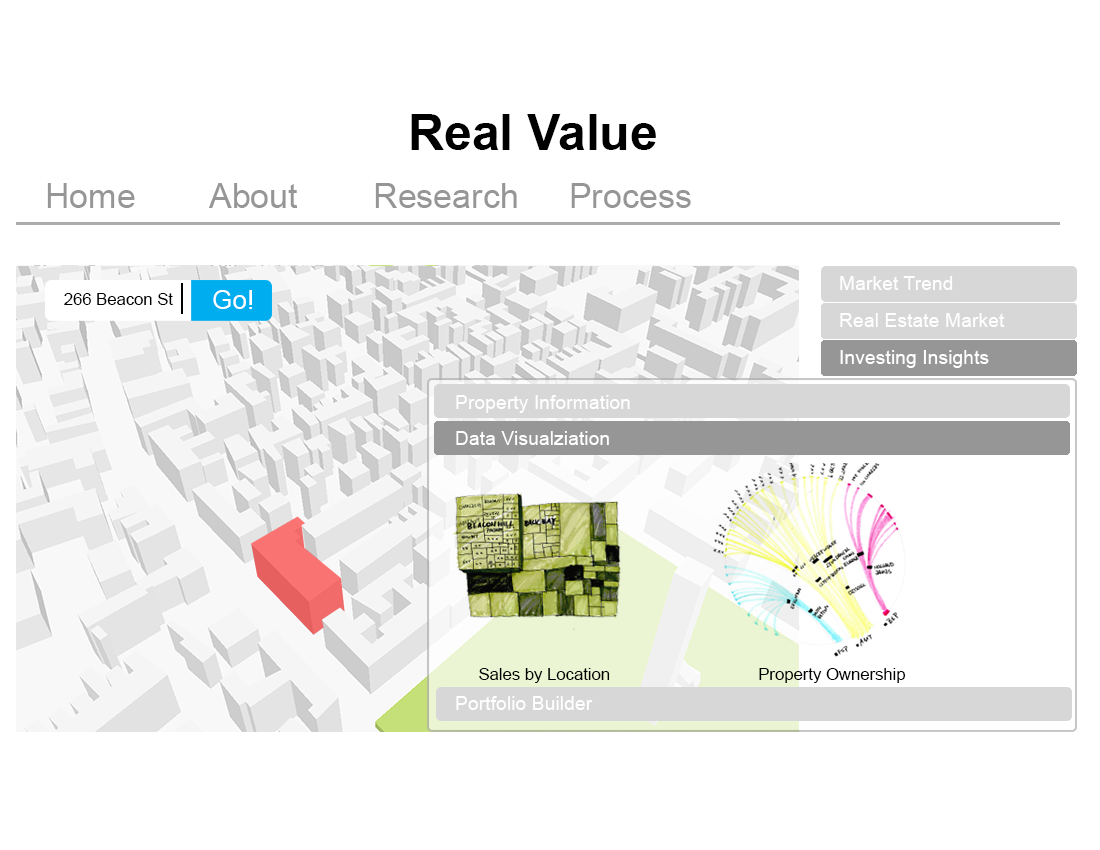 Real Value
Home About Research Process
266 Beacon St Go!
Market Trend
Real Estate Market
Investing Insights
Property Information
Data Visualziation
BEACON HILL
BACK BAY
Sales by Location
Property Ownership
Portfolio Builder